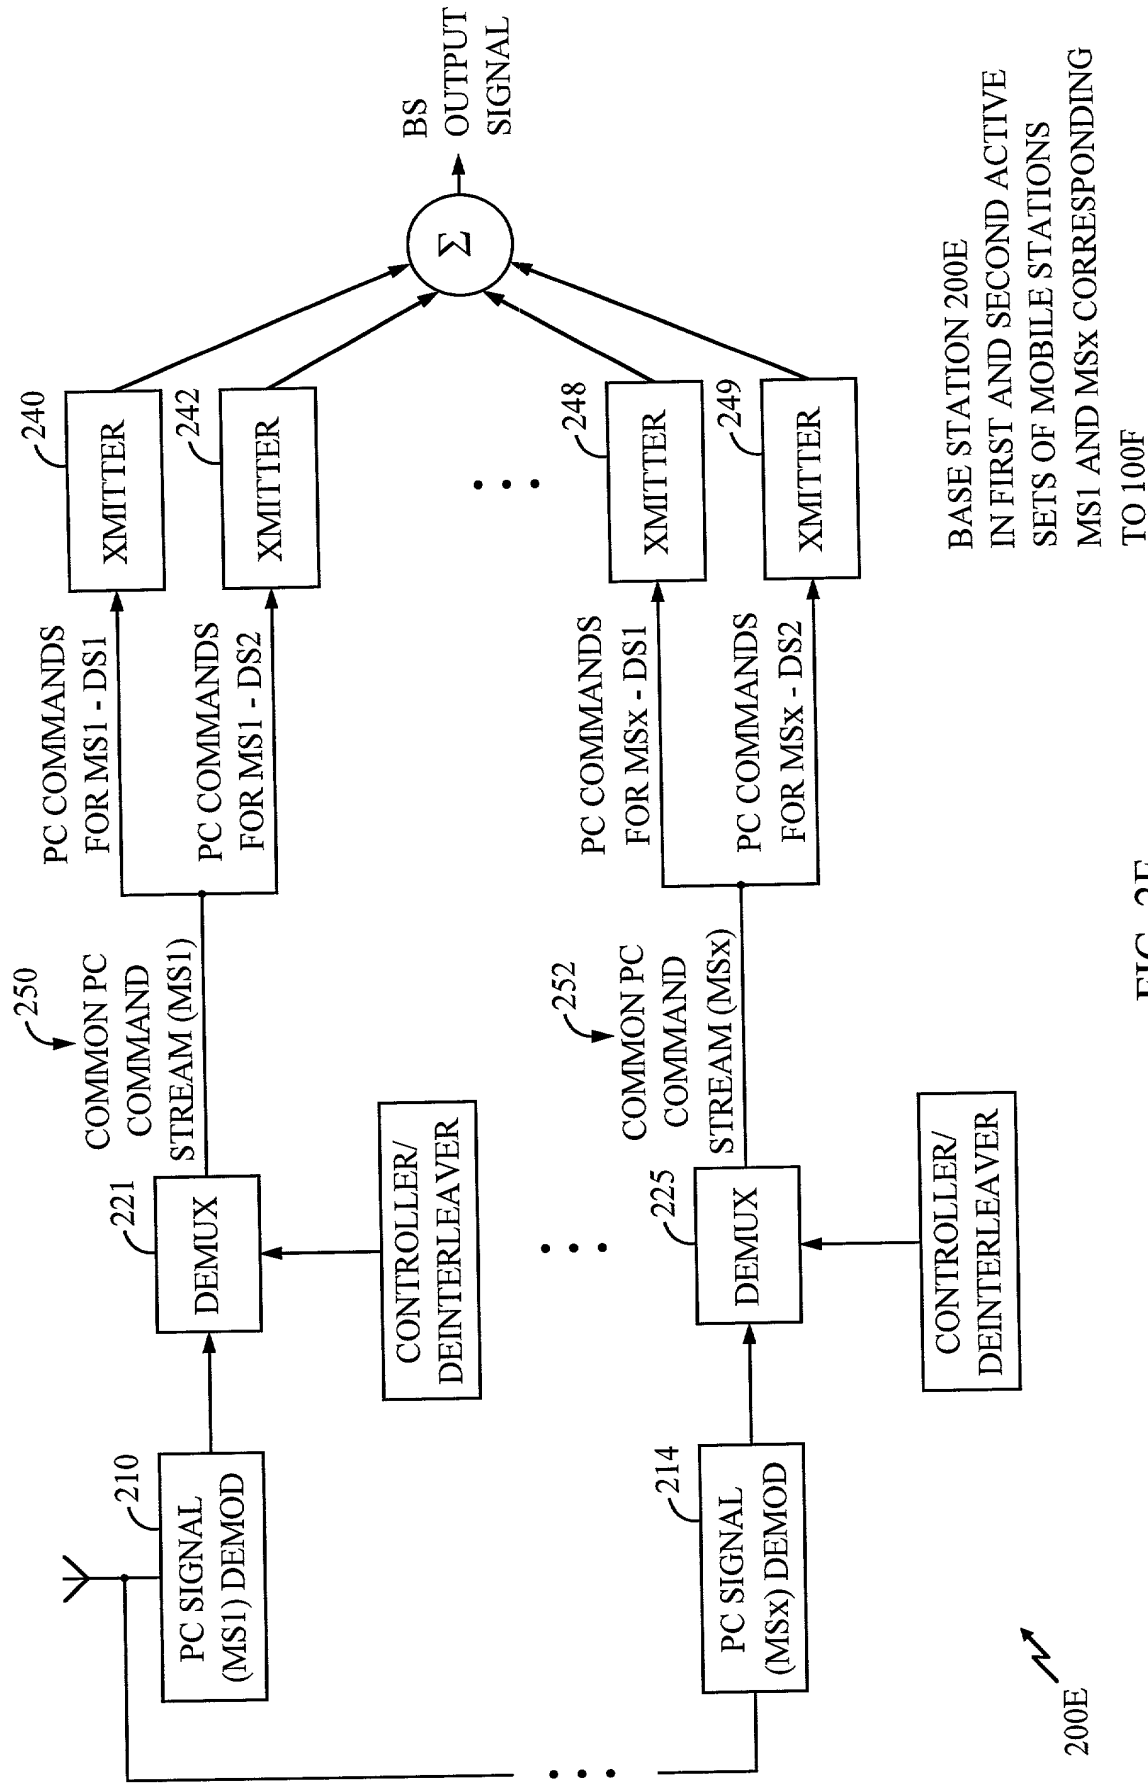 210
PC SIGNAL
(MS1) DEMOD
221
DEMUX
CONTROLLER/
DEINTERLEAVER
250
COMMON PC
COMMAND
STREAM (MS1)
PC COMMANDS
FOR MS1 - DS1
PC COMMANDS
FOR MS1 - DS2
240
XMITTER
242
XMITTER
214
PC SIGNAL
(MSx) DEMOD
225
DEMUX
CONTROLLER/
DEINTERLEAVER
252
COMMON PC
COMMAND
STREAM (MSx)
PC COMMANDS
FOR MSx - DS1
PC COMMANDS
FOR MSx - DS2
248
XMITTER
249
XMITTER
Σ
BS
OUTPUT
SIGNAL
200E
BASE STATION 200E
IN FIRST AND SECOND ACTIVE
SETS OF MOBILE STATIONS
MS1 AND MSx CORRESPONDING
TO 100F